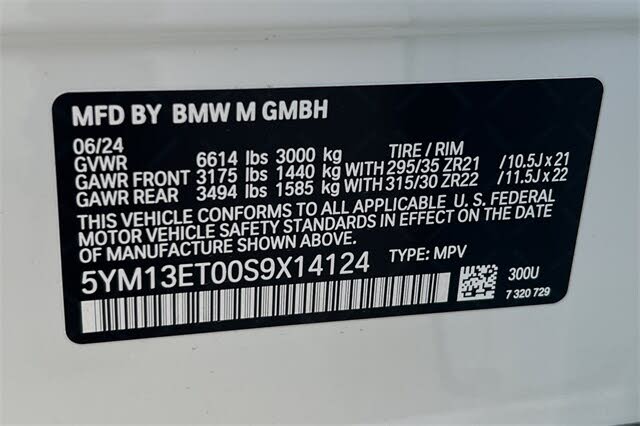 MFD BY BMW M GMBH
06/24 TIRE / RIM
GVWR 6614 lbs 3000 kg
GAWR FRONT 3175 lbs 1440 kg WITH 295/35 ZR21 /10.5J x 21
GAWR REAR 3494 lbs 1585 kg WITH 315/30 ZR22 /11.5J x 22
THIS VEHICLE CONFORMS TO ALL APPLICABLE U. S. FEDERAL
MOTOR VEHICLE SAFETY STANDARDS IN EFFECT ON THE
DATE OF MANUFACTURE SHOWN ABOVE.
5YM13ET00S9X14124 TYPE: MPV
300U
7 320 729